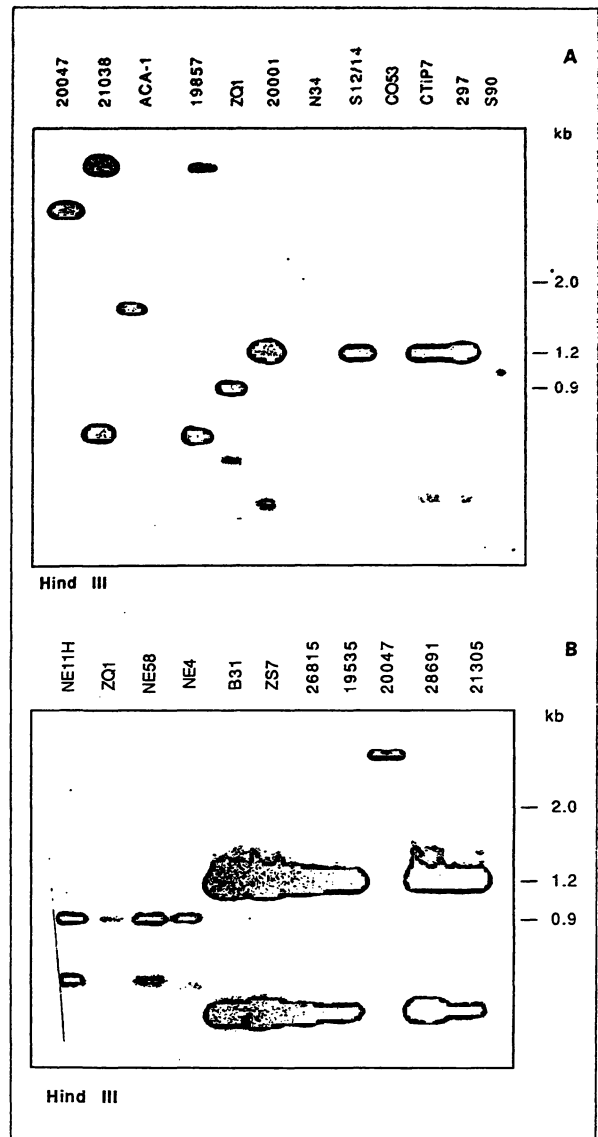 A
20047 21038 ACA-1 19857 ZQ1 20001 N34 S12/14 CO53 CTiP7 297 S90
kb
2.0
1.2
0.9
Hind III
B
NE11H ZQ1 NE58 NE4 B31 ZS7 26815 19535 20047 28691 21305
kb
2.0
1.2
0.9
Hind III